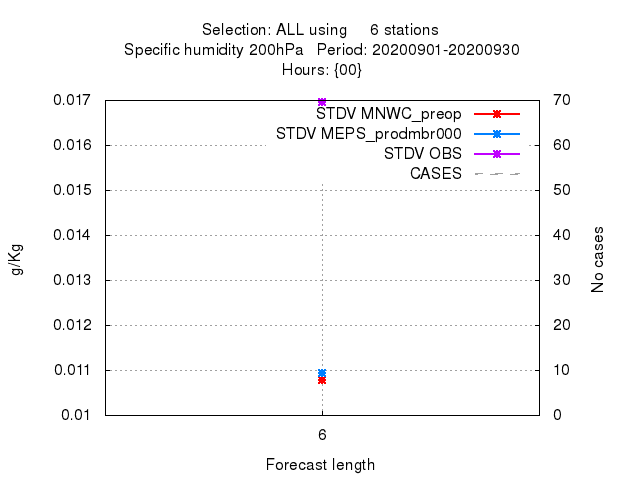 Selection: ALL using 6 stations
Specific humidity 200hPa Period: 20200901-20200930
Hours: {00}
0.017 70
STDV MNWC_preop
STDV MEPS_prodmbr000
0.016 60
STDV OBS
CASES
0.015 50
0.014 40
g/Kg
No cases
0.013 30
0.012 20
0.011 10
0.01 0
6
Forecast length